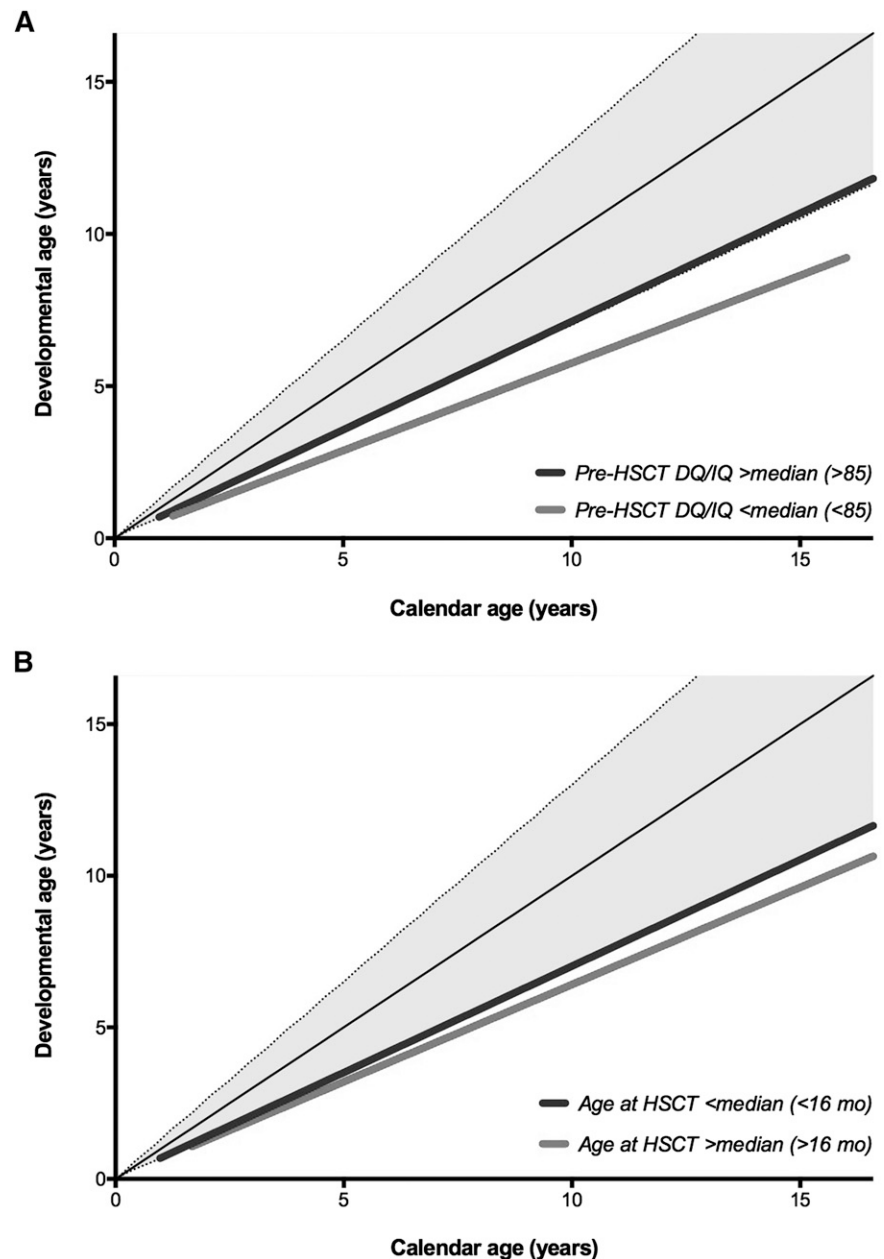 A
15
10
5
0
0 5 10 15
Developmental age (years)
Calendar age (years)
Pre-HSCT DQ/IQ >median (>85)
Pre-HSCT DQ/IQ <median (<85)
B
15
10
5
0
0 5 10 15
Developmental age (years)
Calendar age (years)
Age at HSCT <median (<16 mo)
Age at HSCT >median (>16 mo)